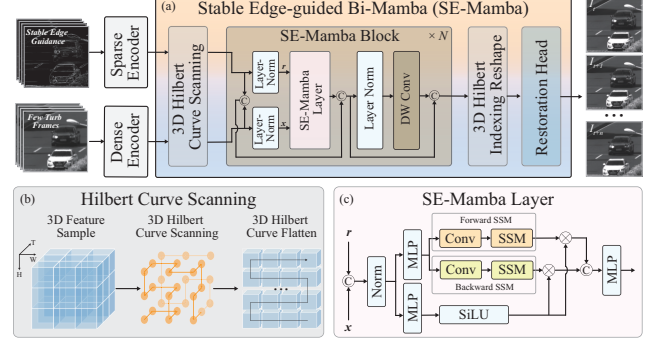 (a) Stable Edge-guided Bi-Mamba (SE-Mamba)
Stable Edge
Guidance
Few Turb
Frames
Sparse
Encoder
Dense
Encoder
3D Hilbert
Curve Scanning
SE-Mamba Block
× N
Layer-
Norm
r
Layer-
Norm
x
C
SE-Mamba
Layer
C
Layer Norm
DW Conv
C
3D Hilbert
Indexing Reshape
Restoration Head
(b) Hilbert Curve Scanning
3D Feature
Sample
3D Hilbert
Curve Scanning
3D Hilbert
Curve Flatten
T
W
H
(c) SE-Mamba Layer
r
C
x
Norm
MLP
MLP
Forward SSM
Conv
SSM
Conv
SSM
Backward SSM
SiLU
C
MLP